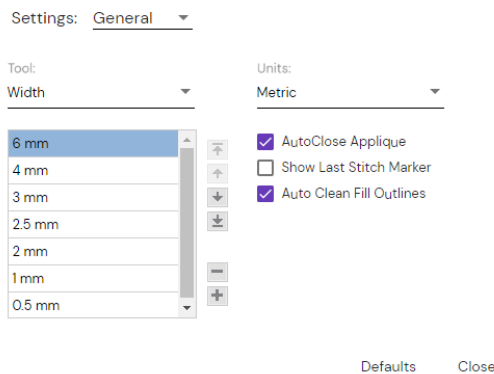 Settings: General
Tool:
Width
Units:
Metric
6 mm
4 mm
3 mm
2.5 mm
2 mm
1 mm
0.5 mm
AutoClose Applique
Show Last Stitch Marker
Auto Clean Fill Outlines
Defaults
Close